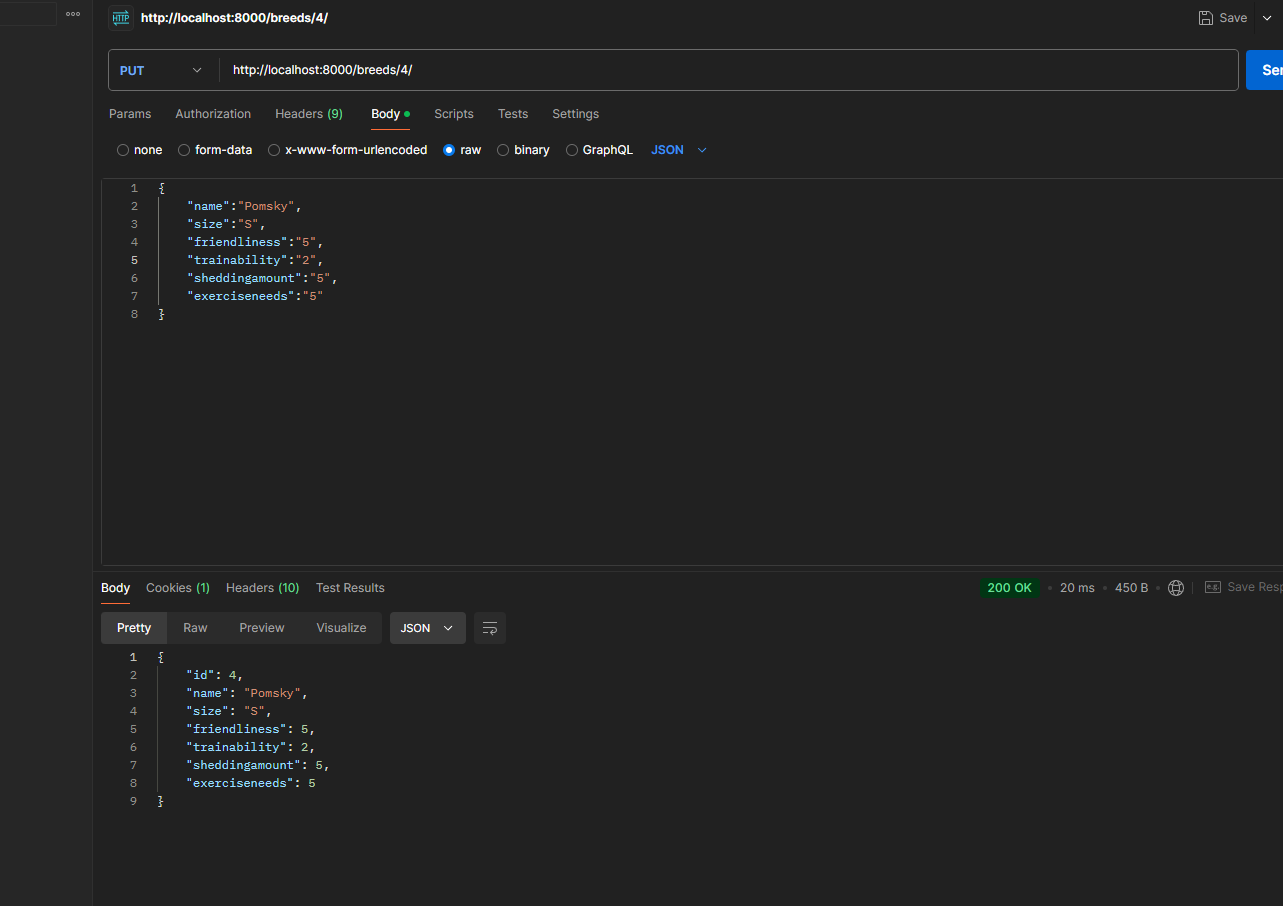 http://localhost:8000/breeds/4/
Save
PUT
http://localhost:8000/breeds/4/
Params Authorization Headers (9) Body Scripts Tests Settings
none form-data x-www-form-urlencoded raw binary GraphQL JSON
1 {
2 "name":"Pomsky",
3 "size":"S",
4 "friendliness":"5",
5 "trainability":"2",
6 "sheddingamount":"5",
7 "exerciseneeds":"5"
8 }
Body Cookies (1) Headers (10) Test Results 200 OK 20 ms 450 B e.g. Save
Pretty Raw Preview Visualize JSON
1 {
2 "id": 4,
3 "name": "Pomsky",
4 "size": "S",
5 "friendliness": 5,
6 "trainability": 2,
7 "sheddingamount": 5,
8 "exerciseneeds": 5
9 }